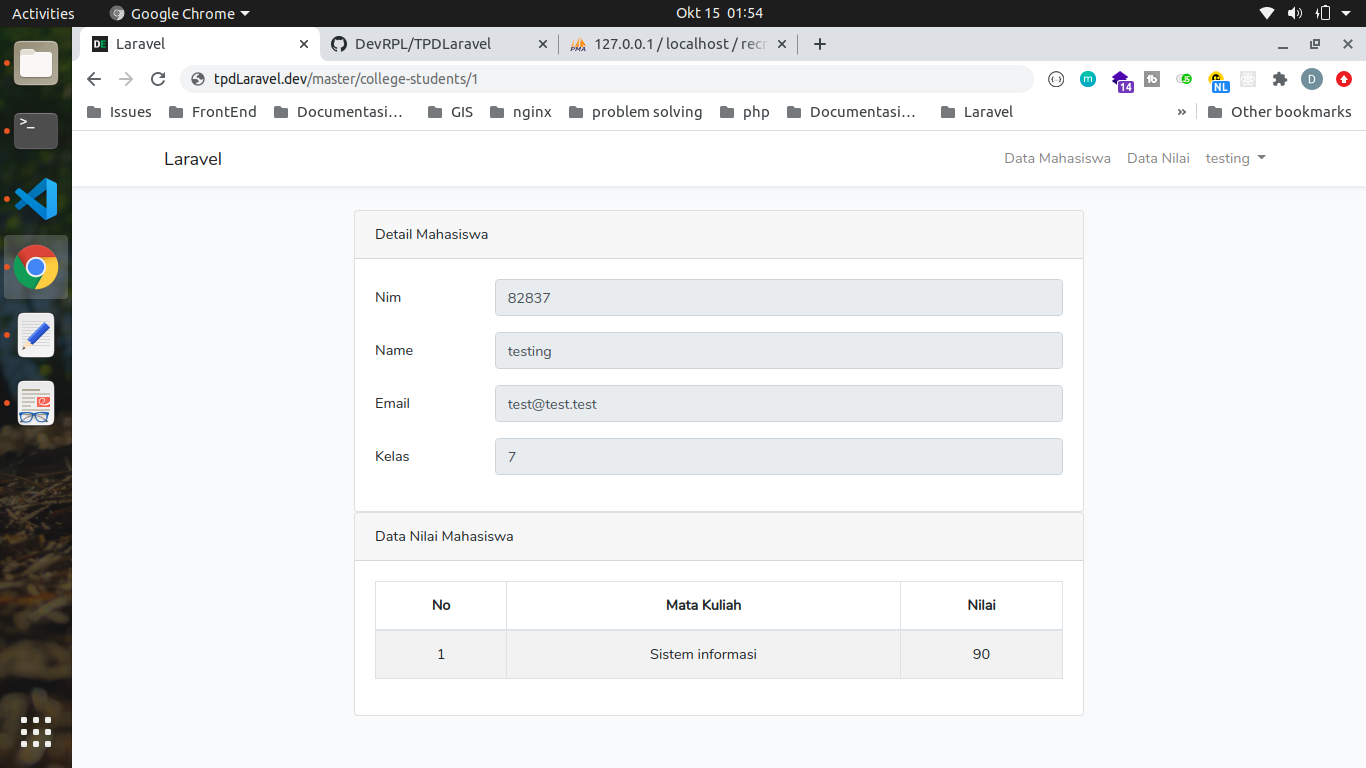 Activities Google Chrome Okt 15 01:54
Laravel DevRPL/TPDLaravel 127.0.0.1 / localhost / recr
tpdLaravel.dev/master/college-students/1 14 NL D
Issues FrontEnd Documentasi… GIS nginx problem solving php Documentasi… Laravel » Other bookmarks
Laravel Data Mahasiswa Data Nilai testing
Detail Mahasiswa
Nim 82837
Name testing
Email test@test.test
Kelas 7
Data Nilai Mahasiswa
No Mata Kuliah Nilai
1 Sistem informasi 90